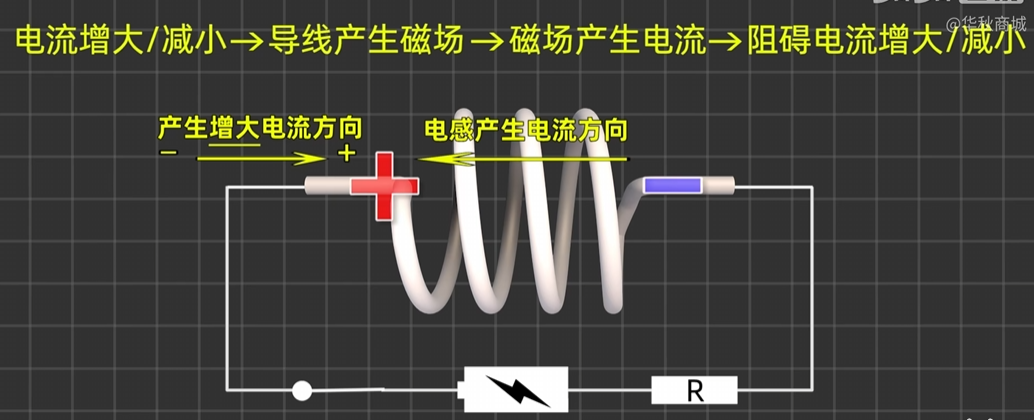 @华秋商城
电流增大/减小→导线产生磁场→磁场产生电流→阻碍电流增大/减小
产生增大电流方向
电感产生电流方向
− +
R